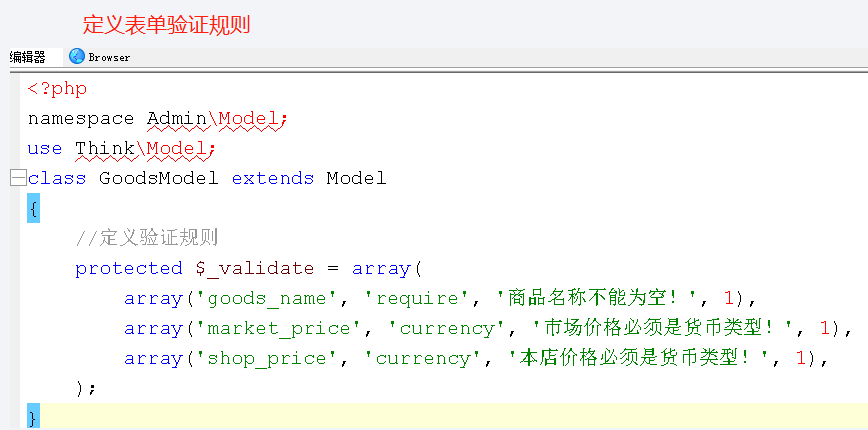 定义表单验证规则
编辑器 Browser
<?php
namespace Admin\Model;
use Think\Model;
class GoodsModel extends Model
{
//定义验证规则
protected $_validate = array(
array('goods_name', 'require', '商品名称不能为空！', 1),
array('market_price', 'currency', '市场价格必须是货币类型！', 1),
array('shop_price', 'currency', '本店价格必须是货币类型！', 1),
);
}